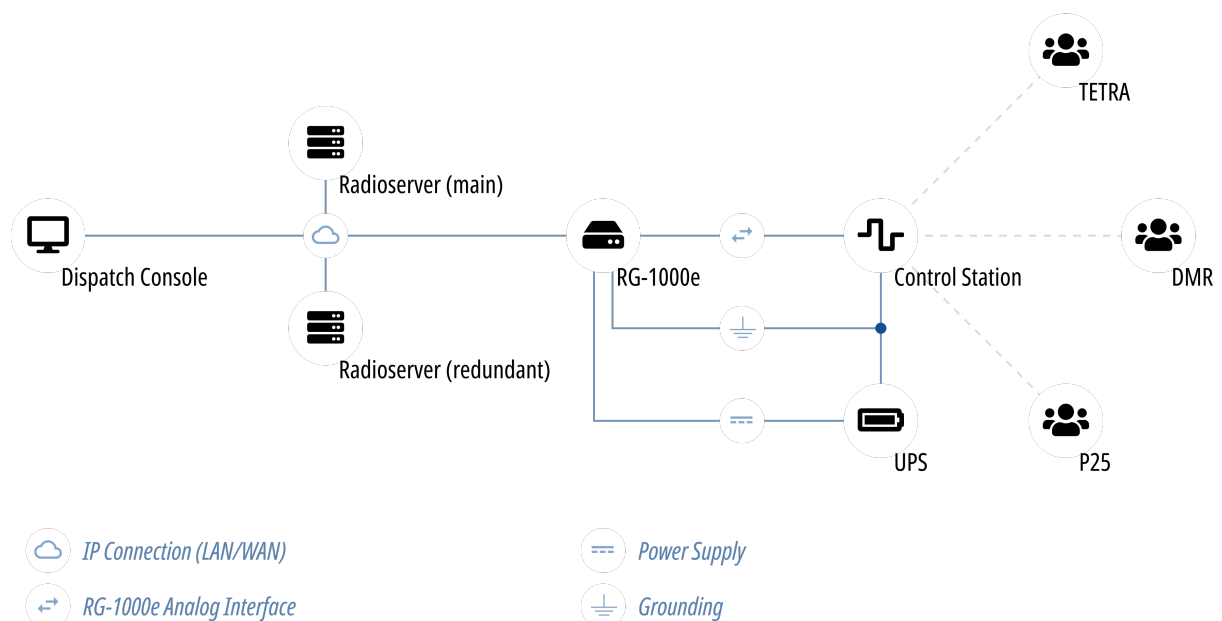 TETRA
Radioserver (main)
Dispatch Console
RG-1000e
Control Station
DMR
Radioserver (redundant)
UPS
P25
IP Connection (LAN/WAN)
Power Supply
RG-1000e Analog Interface
Grounding